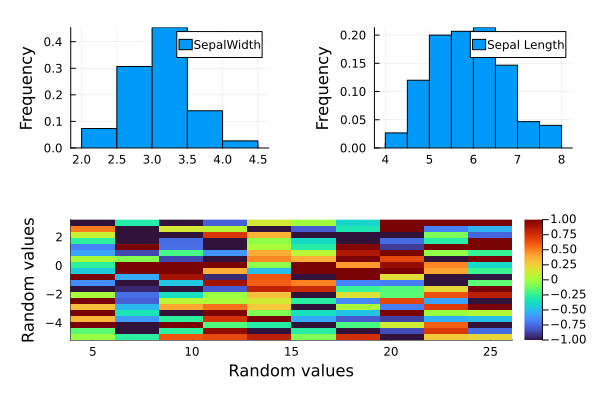 Frequency
0.4
0.3
0.2
0.1
0.0
SepalWidth
2.0 2.5 3.0 3.5 4.0 4.5
Frequency
0.20
0.15
0.10
0.05
0.00
Sepal Length
4 5 6 7 8
Random values
2
0
−2
−4
5 10 15 20 25
Random values
1.00
0.75
0.50
0.25
0
−0.25
−0.50
−0.75
−1.00